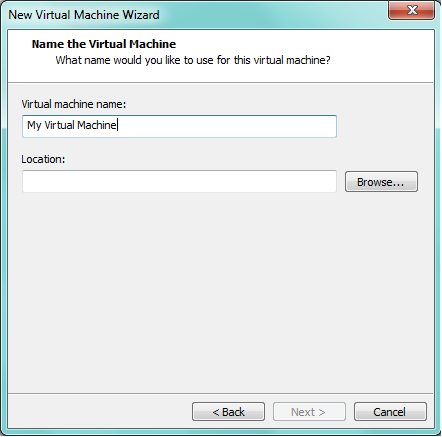 New Virtual Machine Wizard
Name the Virtual Machine
What name would you like to use for this virtual machine?
Virtual machine name:
My Virtual Machine
Location:
Browse...
< Back Next > Cancel